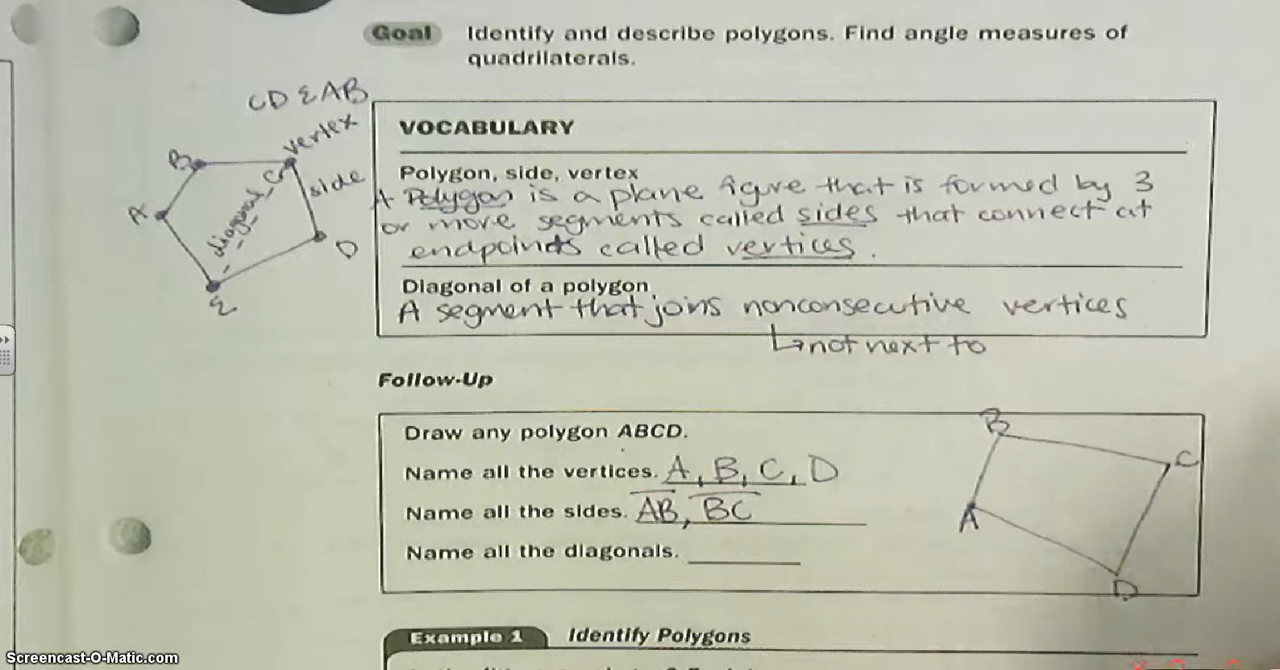 Goal Identify and describe polygons. Find angle measures of
quadrilaterals.
CD & AB
B
C
vertex
side
diagonal
A
D
E
VOCABULARY
Polygon, side, vertex
A Polygon is a plane figure that is formed by 3
or more segments called sides that connect at
endpoints called vertices.
Diagonal of a polygon
A segment that joins nonconsecutive vertices
↳not next to
Follow-Up
Draw any polygon ABCD.
Name all the vertices. A, B, C, D
Name all the sides. AB, BC
Name all the diagonals.
B
C
A
D
Example 1 Identify Polygons
Screencast-O-Matic.com